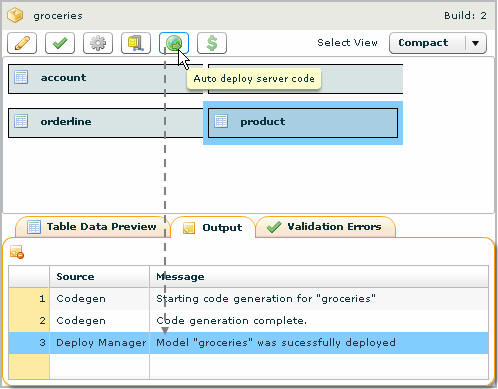 groceries Build: 2
$ Select View Compact
account
Auto deploy server code
orderline product
Table Data Preview Output Validation Errors
Source Message
1 Codegen Starting code generation for "groceries"
2 Codegen Code generation complete.
3 Deploy Manager Model "groceries" was sucessfully deployed